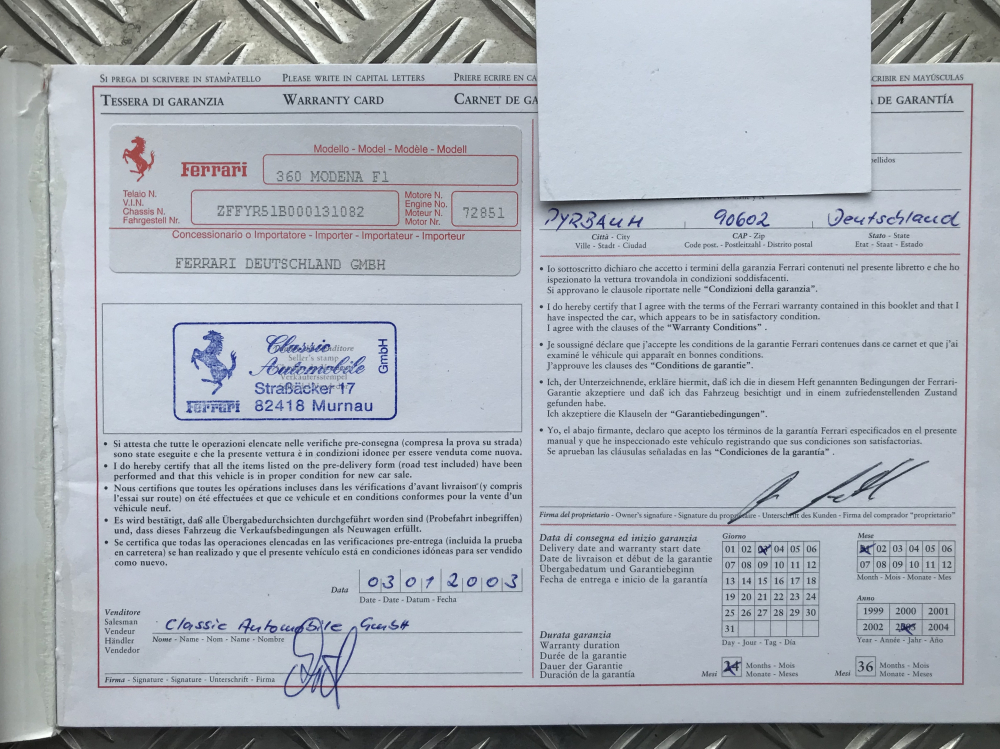 SI PREGA DI SCRIVERE IN STAMPATELLO PLEASE WRITE IN CAPITAL LETTERS PRIERE ECRIRE EN CA
CRIBIR EN MAYÚSCULAS
TESSERA DI GARANZIA WARRANTY CARD CARNET DE GA
A DE GARANTÍA
Modello - Model - Modèle - Modell
Ferrari 360 MODENA F1
Telaio N.
V.I.N.
Chassis N.
Fahrgestell Nr.
ZFFYR51B000131082
Motore N.
Engine No.
Moteur N.
Motor Nr.
72851
Concessionario o Importatore - Importer - Importateur - Importeur
FERRARI DEUTSCHLAND GMBH
Classic
Automobile
GmbH
Seller's stamp
Straßäcker 17
Ferrari 82418 Murnau
• Si attesta che tutte le operazioni elencate nelle verifiche pre-consegna (compresa la prova su strada)
sono state eseguite e che la vettura è in condizioni idonee per essere venduta come nuova.
• I do hereby certify that all the items listed on the pre-delivery form (road test included) have been
performed and that this vehicle is in proper condition for new car sale.
• Nous certifions que toutes les opérations incluses dans les vérifications d'avant livraison (y compris
l'essai sur route) on été effectuées et que ce vehicule et en conditions conformes pour la vente d'un
véhicule neuf.
• Es wird bestätigt, daß alle Übergabedurchsichten durchgeführt worden sind (Probefahrt inbegriffen)
und, dass dieses Fahrzeug die Verkaufsbedingungen als Neuwagen erfüllt.
• Se certifica que todas las operaciones elencadas en las verificaciones pre-entrega (incluida la prueba
en carretera) se han realizado y que el presente vehículo está en condiciones idóneas para ser vendido
como nuevo.
Data 03012003
Date - Date - Datum - Fecha
Venditore
Salesman
Vendeur
Händler
Vendedor
Classic Automobile GmbH
Nome - Name - Nom - Name - Nombre
Firma - Signature - Signature - Unterschrift - Firma
ellidos
PYRBAUM 90602 Deutschland
Città - City
Ville - Stadt - Ciudad
CAP - Zip
Code post. - Postleitzahl - Distrito postal
Stato - State
Etat - Staat - Estado
• Io sottoscritto dichiaro che accetto i termini della garanzia Ferrari contenuti nel presente libretto e che ho
ispezionato la vettura trovandola in condizioni soddisfacenti.
Si approvano le clausole riportate nelle “Condizioni della garanzia”.
• I do hereby certify that I agree with the terms of the Ferrari warranty contained in this booklet and that I
have inspected the car, which appears to be in satisfactory condition.
I agree with the clauses of the “Warranty Conditions” .
• Je soussigné déclare que j'accepte les conditions de la garantie Ferrari contenues dans ce carnet et que j'ai
examiné le véhicule qui apparaît en bonnes conditions.
J'approuve les clauses des “Conditions de garantie”.
• Ich, der Unterzeichnende, erkläre hiermit, daß ich die in diesem Heft genannten Bedingungen der Ferrari-
Garantie akzeptiere und daß ich das Fahrzeug besichtigt und in einem zufriedenstellenden Zustand
gefunden habe.
Ich akzeptiere die Klauseln der “Garantiebedingungen”.
• Yo, el abajo firmante, declaro que acepto los términos de la garantía Ferrari especificados en el presente
manual y que he inspeccionado este vehículo registrando que sus condiciones son satisfactorias.
Se aprueban las cláusulas señaladas en las “Condiciones de la garantía”.
Firma del proprietario - Owner's signature - Signature du propriétaire - Unterschrift des Kunden - Firma del comprador “propietario”
Data di consegna ed inizio garanzia
Delivery date and warranty start date
Date de livraison et début de la garantie
Übergabedatum und Garantiebeginn
Fecha de entrega e inicio de la garantía
Giorno
01 02 03 04 05 06
07 08 09 10 11 12
13 14 15 16 17 18
19 20 21 22 23 24
25 26 27 28 29 30
31
Day - Jour - Tag - Día
Mese
01 02 03 04 05 06
07 08 09 10 11 12
Month - Mois - Monate - Mes
Anno
1999 2000 2001
2002 2003 2004
Year - Année - Jahr - Año
Durata garanzia
Warranty duration
Durée de la garantie
Dauer der Garantie
Duración de la garantía
Mesi 24 Months - Mois
Monate - Meses
Mesi 36 Months - Mois
Monate - Meses